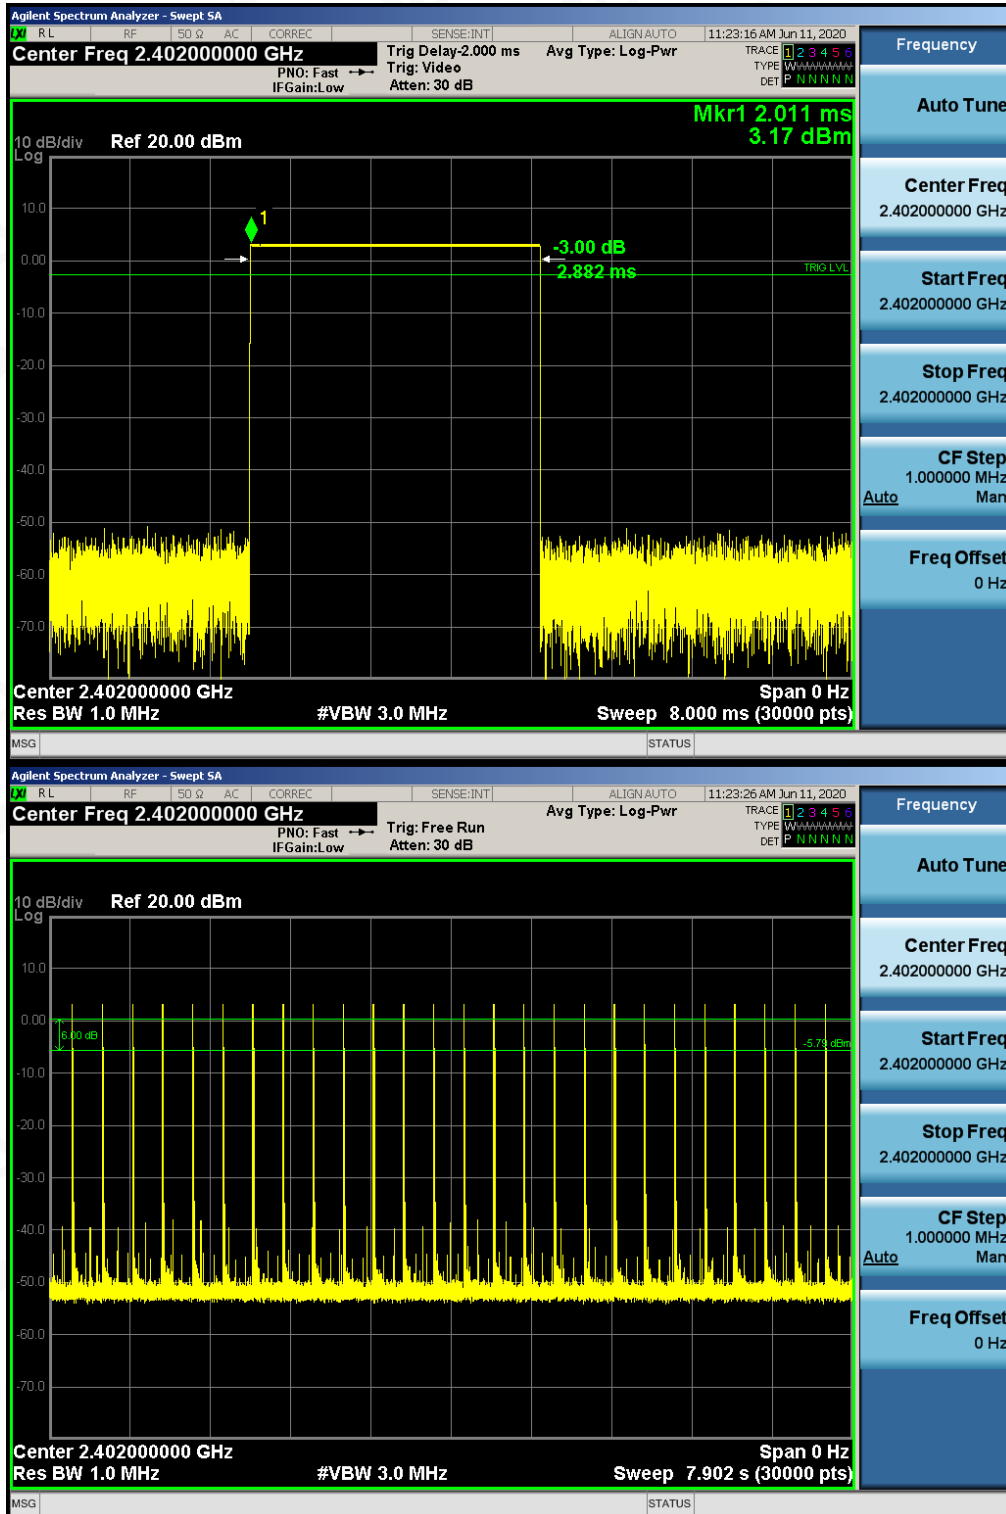 Agilent Spectrum Analyzer - Swept SA
LXI RL RF 50 Ω AC CORREC SENSE:INT ALIGN AUTO 11:23:16 AM Jun 11, 2020
Center Freq 2.402000000 GHz Trig Delay-2.000 ms Avg Type: Log-Pwr TRACE 1 2 3 4 5 6
PNO: Fast Trig: Video TYPE WWWWWW
IFGain:Low Atten: 30 dB DET P N N N N N
Mkr1 2.011 ms
3.17 dBm
10 dB/div Ref 20.00 dBm
Log
10.0
1
-3.00 dB
0.00
2.882 ms
TRIG LVL
-10.0
-20.0
-30.0
-40.0
-50.0
-60.0
-70.0
Center 2.402000000 GHz Span 0 Hz
Res BW 1.0 MHz #VBW 3.0 MHz Sweep 8.000 ms (30000 pts)
MSG STATUS
Frequency
Auto Tune
Center Freq
2.402000000 GHz
Start Freq
2.402000000 GHz
Stop Freq
2.402000000 GHz
CF Step
1.000000 MHz
Auto Man
Freq Offset
0 Hz
Agilent Spectrum Analyzer - Swept SA
LXI RL RF 50 Ω AC CORREC SENSE:INT ALIGN AUTO 11:23:26 AM Jun 11, 2020
Center Freq 2.402000000 GHz Avg Type: Log-Pwr TRACE 1 2 3 4 5 6
PNO: Fast Trig: Free Run TYPE WWWWWW
IFGain:Low Atten: 30 dB DET P N N N N N
10 dB/div Ref 20.00 dBm
Log
10.0
0.00
6.00 dB
-5.79 dBm
-10.0
-20.0
-30.0
-40.0
-50.0
-60.0
-70.0
Center 2.402000000 GHz Span 0 Hz
Res BW 1.0 MHz #VBW 3.0 MHz Sweep 7.902 s (30000 pts)
MSG STATUS
Frequency
Auto Tune
Center Freq
2.402000000 GHz
Start Freq
2.402000000 GHz
Stop Freq
2.402000000 GHz
CF Step
1.000000 MHz
Auto Man
Freq Offset
0 Hz